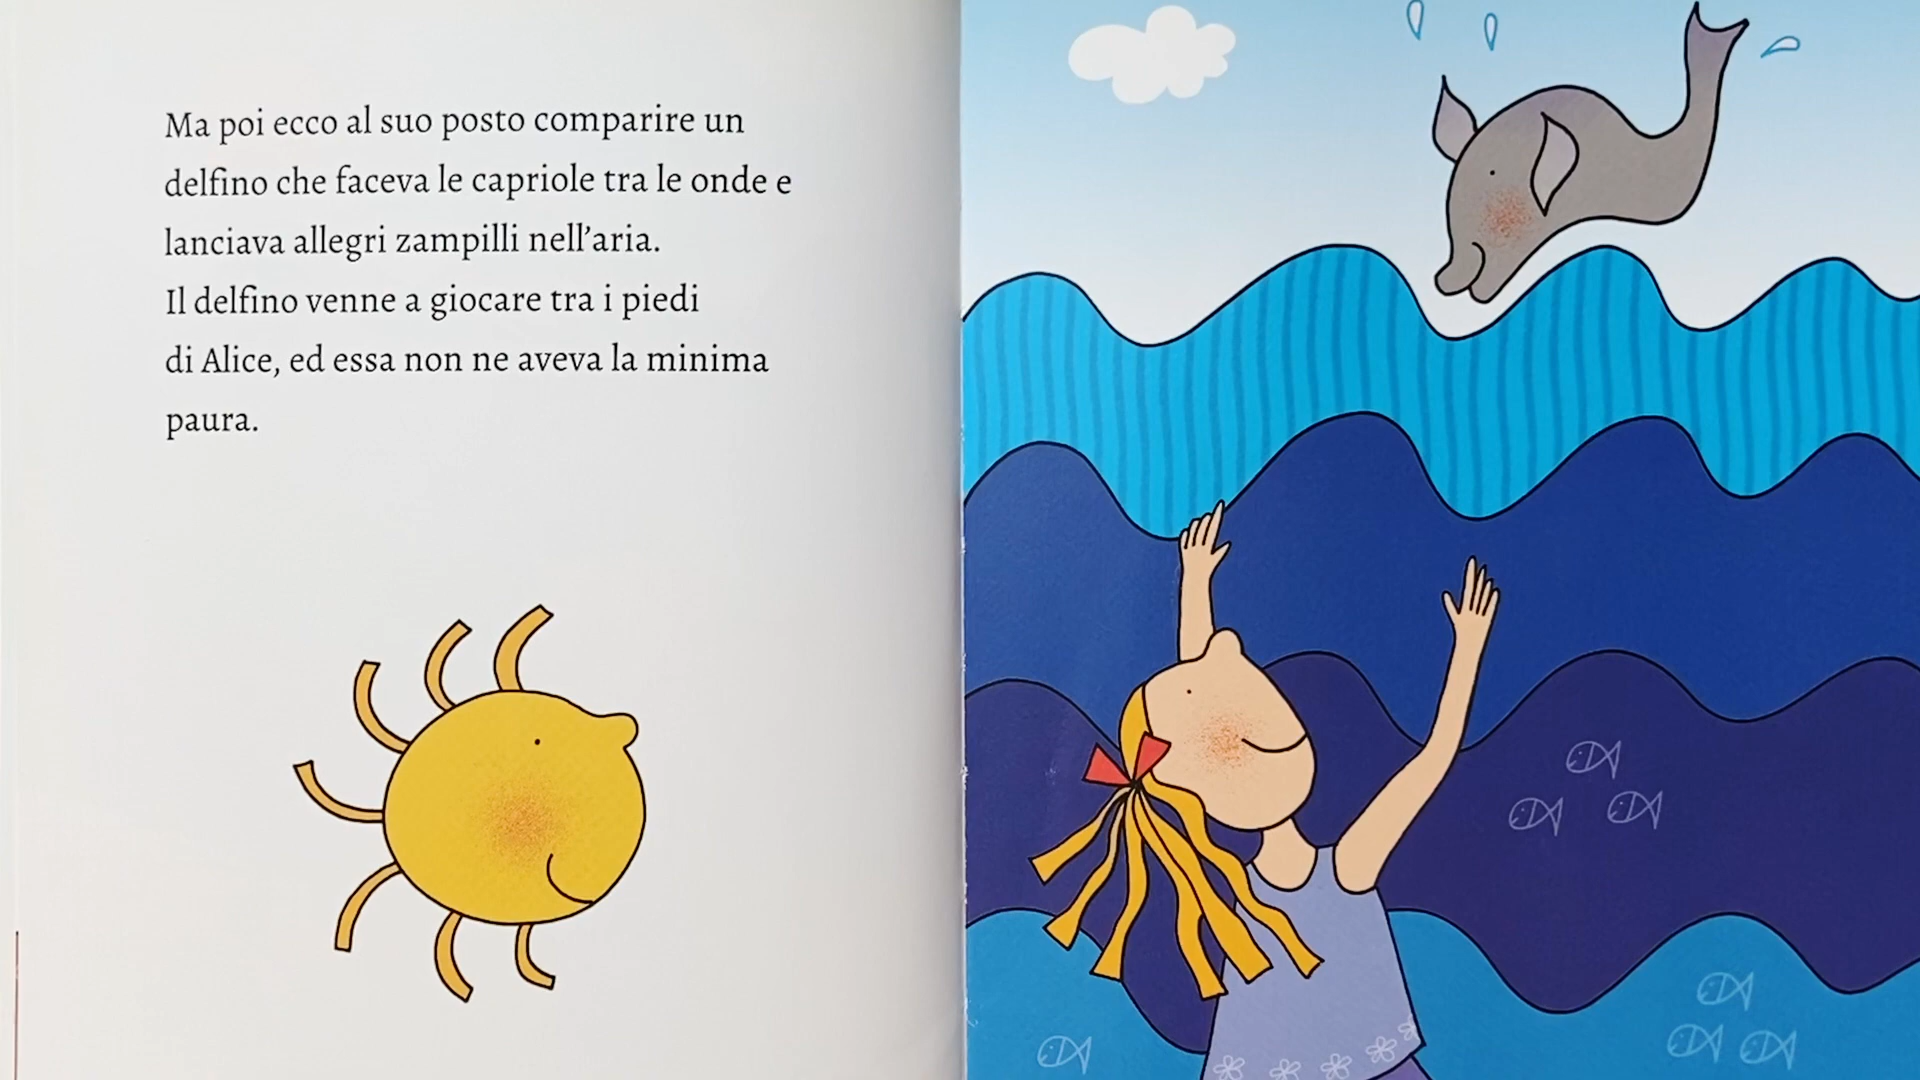 Ma poi ecco al suo posto comparire un
delfino che faceva le capriole tra le onde e
lanciava allegri zampilli nell’aria.
Il delfino venne a giocare tra i piedi
di Alice, ed essa non ne aveva la minima
paura.